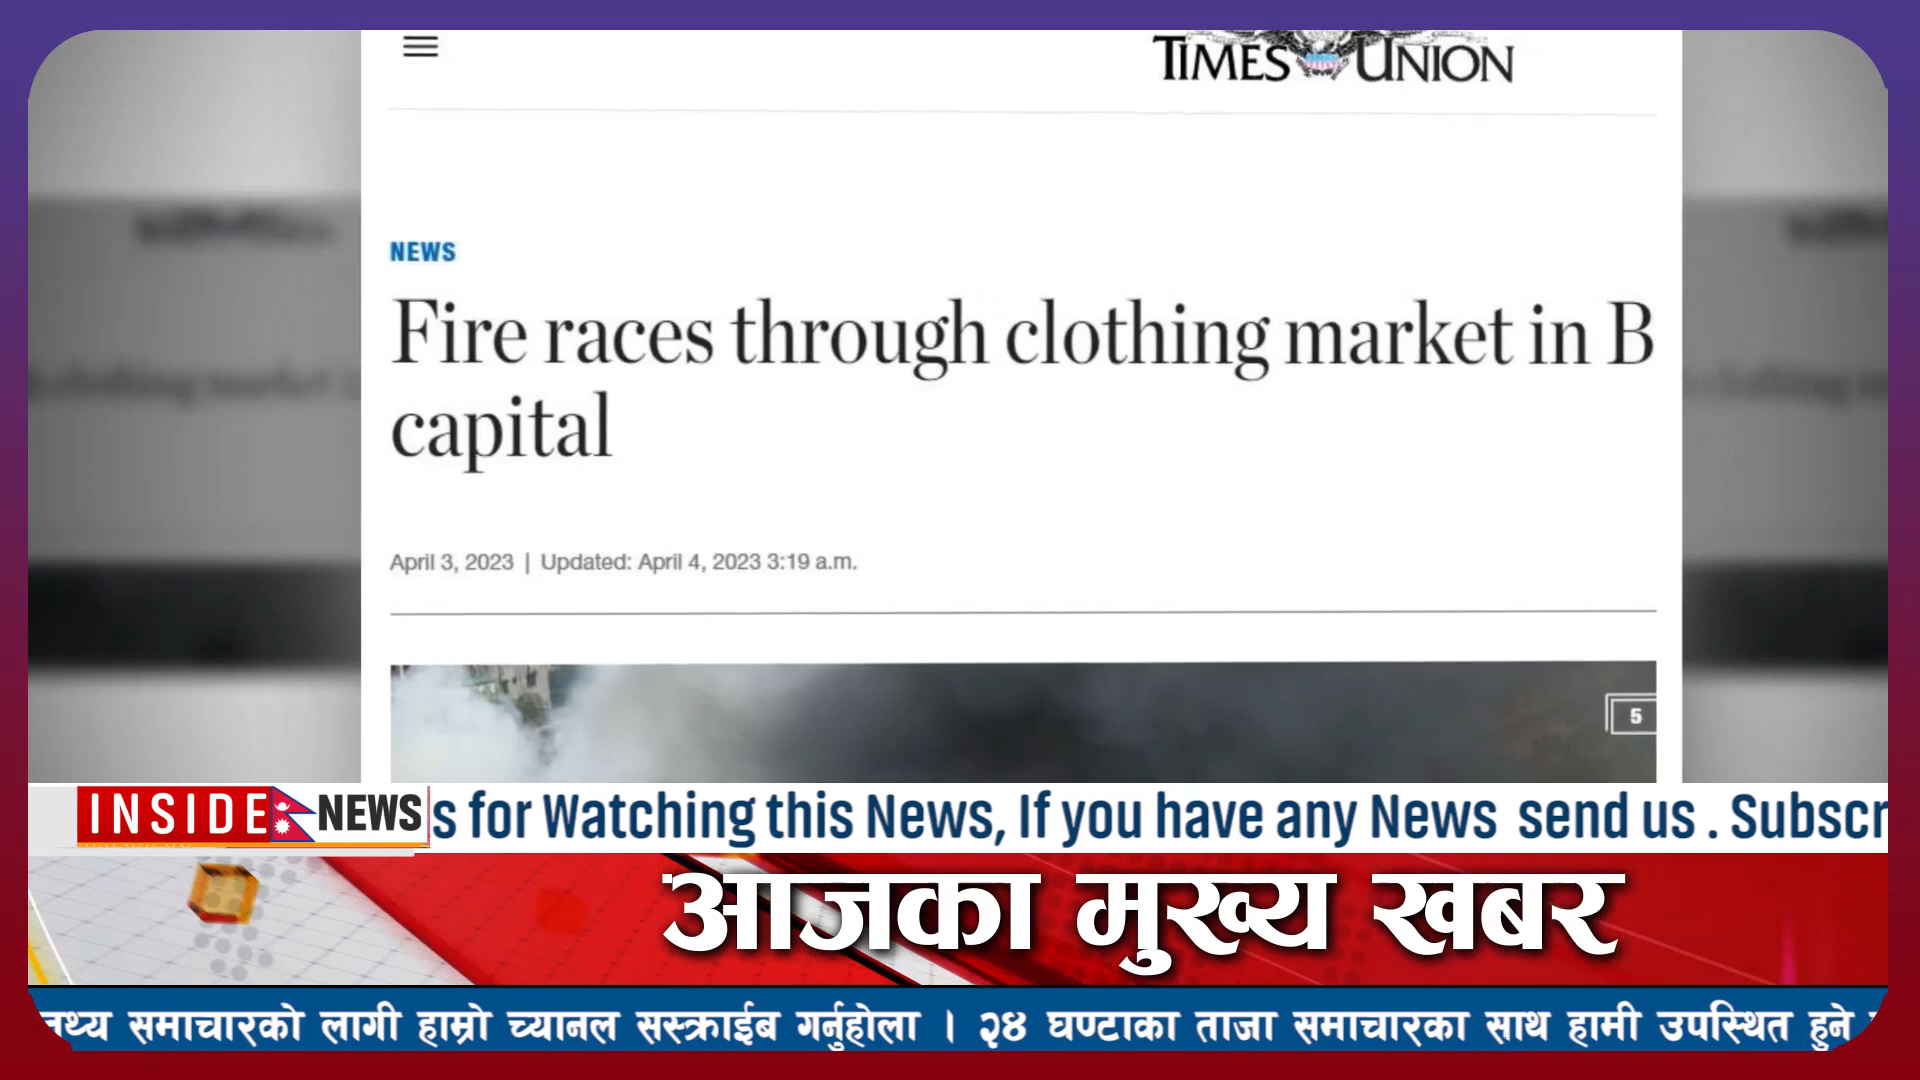 TIMES UNION
NEWS
Fire races through clothing market in B
capital
April 3, 2023 | Updated: April 4, 2023 3:19 a.m.
5
INSIDE NEWS
s for Watching this News, If you have any News send us . Subscr
आजका मुख्य खबर
समाचारको लागी हाम्रो च्यानल सस्क्राईब गर्नुहोला । २४ घण्टाका ताजा समाचारका साथ हामी उपस्थित हुने